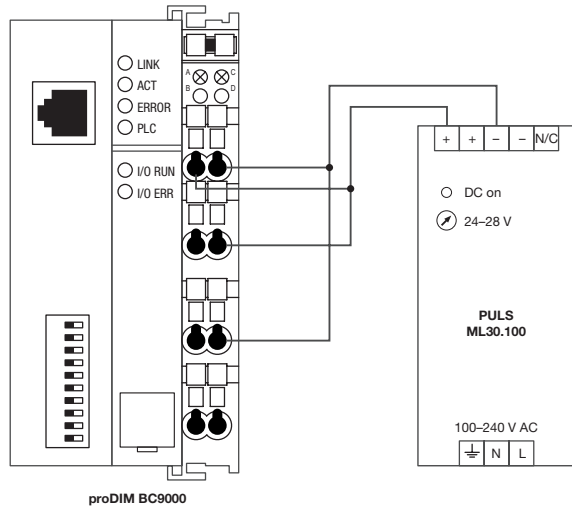 LINK
ACT
ERROR
PLC
I/O RUN
I/O ERR
A
C
B
D
+ + – – N/C
DC on
24–28 V
PULS
ML30.100
100–240 V AC
N L
proDIM BC9000